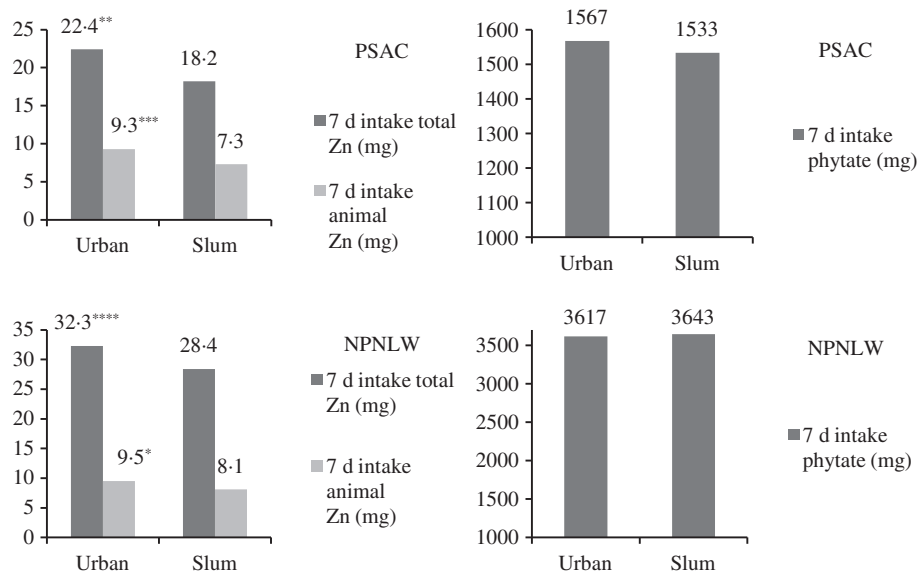 25
20
15
10
5
0
22·4**
9·3***
18·2
7·3
Urban
Slum
PSAC
7 d intake total
Zn (mg)
7 d intake
animal
Zn (mg)
1600
1500
1400
1300
1200
1100
1000
1567
1533
Urban
Slum
PSAC
7 d intake
phytate (mg)
35
30
25
20
15
10
5
0
32·3****
9·5*
28·4
8·1
Urban
Slum
NPNLW
7 d intake total
Zn (mg)
7 d intake
animal
Zn (mg)
3500
3000
2500
2000
1500
1000
3617
3643
Urban
Slum
NPNLW
7 d intake
phytate (mg)